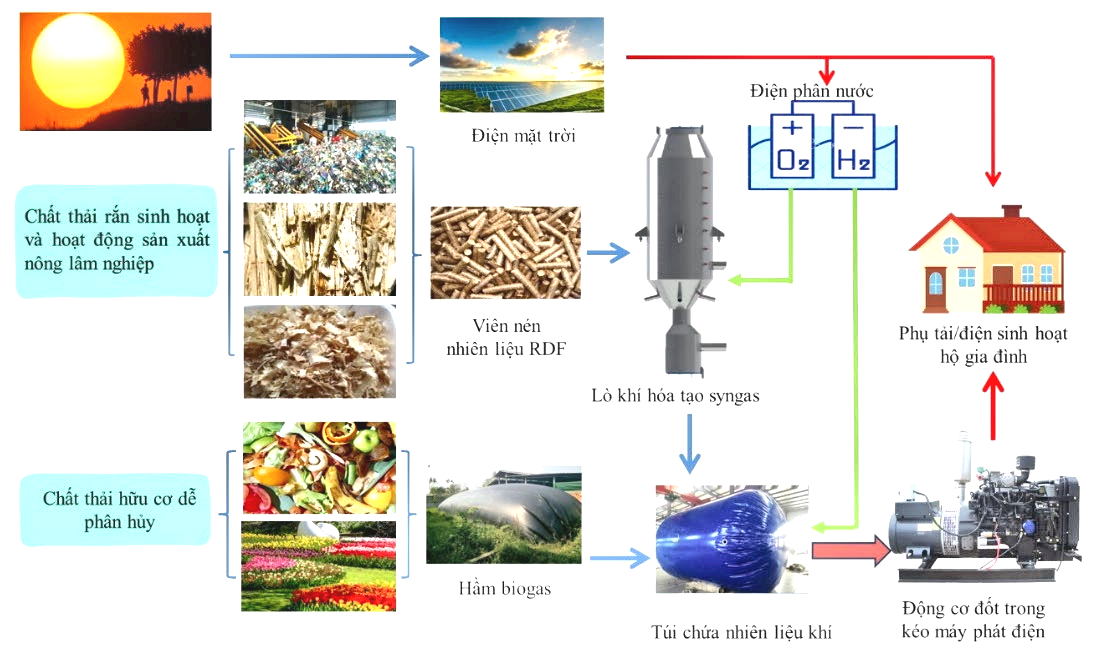 Điện mặt trời
Điện phân nước
+
−
O2
H2
Chất thải rắn sinh hoạt
và hoạt động sản xuất
nông lâm nghiệp
Viên nén
nhiên liệu RDF
Lò khí hóa tạo syngas
Phụ tải/điện sinh hoạt
hộ gia đình
Chất thải hữu cơ dễ
phân hủy
Hầm biogas
Túi chứa nhiên liệu khí
Động cơ đốt trong
kéo máy phát điện